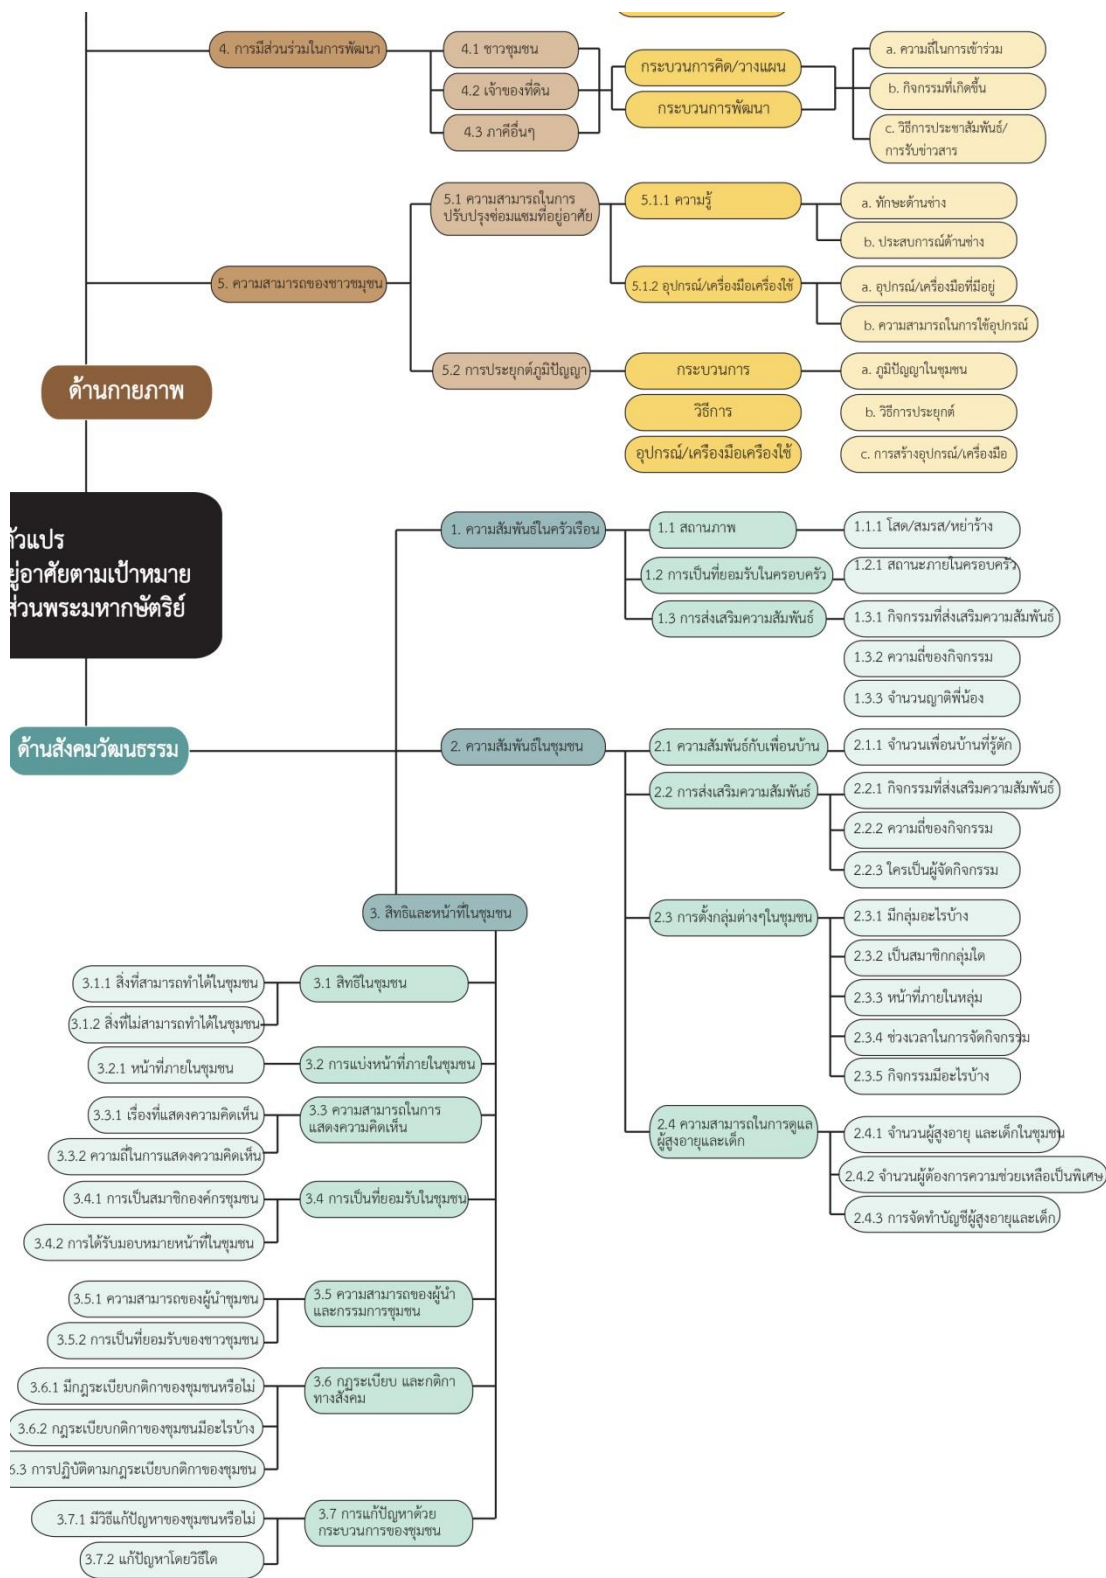 4. การมีส่วนร่วมในการพัฒนา
4.1 ชาวชุมชน
4.2 เจ้าของที่ดิน
4.3 ภาคีอื่นๆ
กระบวนการคิด/วางแผน
กระบวนการพัฒนา
a. ความถี่ในการเข้าร่วม
b. กิจกรรมที่เกิดขึ้น
c. วิธีการประชาสัมพันธ์/
การรับข่าวสาร
5. ความสามารถของชาวชมุชน
5.1 ความสามารถในการ
ปรับปรุงซ่อมแซมที่อยู่อาศัย
5.1.1 ความรู้
a. ทักษะด้านช่าง
b. ประสบการณ์ด้านช่าง
5.1.2 อุปกรณ์/เครื่องมือเครื่องใช้
a. อุปกรณ์/เครื่องมือที่มีอยู่
b. ความสามารถในการใช้อุปกรณ์
5.2 การประยุกต์ภูมิปัญญา
กระบวนการ
วิธีการ
อุปกรณ์/เครื่องมือเครื่องใช้
a. ภูมิปัญญาในชุมชน
b. วิธีการประยุกต์
c. การสร้างอุปกรณ์/เครื่องมือ
ด้านกายภาพ
ตัวแปร
ยู่อาศัยตามเป้าหมาย
ส่วนพระมหากษัตริย์
ด้านสังคมวัฒนธรรม
1. ความสัมพันธ์ในครัวเรือน
1.1 สถานภาพ
1.1.1 โสด/สมรส/หย่าร้าง
1.2 การเป็นที่ยอมรับในครอบครัว
1.2.1 สถานะภายในครอบครัว
1.3 การส่งเสริมความสัมพันธ์
1.3.1 กิจกรรมที่ส่งเสริมความสัมพันธ์
1.3.2 ความถี่ของกิจกรรม
1.3.3 จำนวนญาติพี่น้อง
2. ความสัมพันธ์ในชุมชน
2.1 ความสัมพันธ์กับเพื่อนบ้าน
2.1.1 จำนวนเพื่อนบ้านที่รู้ตัก
2.2 การส่งเสริมความสัมพันธ์
2.2.1 กิจกรรมที่ส่งเสริมความสัมพันธ์
2.2.2 ความถี่ของกิจกรรม
2.2.3 ใครเป็นผู้จัดกิจกรรม
2.3 การตั้งกลุ่มต่างๆในชุมชน
2.3.1 มีกลุ่มอะไรบ้าง
2.3.2 เป็นสมาชิกกลุ่มใด
2.3.3 หน้าที่ภายในหลุ่ม
2.3.4 ช่วงเวลาในการจัดกิจกรรม
2.3.5 กิจกรรมมีอะไรบ้าง
2.4 ความสามารถในการดูแล
ผู้สูงอายุและเด็ก
2.4.1 จำนวนผู้สูงอายุ และเด็กในชุมชน
2.4.2 จำนวนผู้ต้องการความช่วยเหลือเป็นพิเศษ
2.4.3 การจัดทำบัญชีผู้สูงอายุและเด็ก
3. สิทธิและหน้าที่ในชุมชน
3.1 สิทธิในชุมชน
3.1.1 สิ่งที่สามารถทำได้ในชุมชน
3.1.2 สิ่งที่ไม่สามารถทำได้ในชุมชน
3.2 การแบ่งหน้าที่ภายในชุมชน
3.2.1 หน้าที่ภายในชุมชน
3.3 ความสามารถในการ
แสดงความคิดเห็น
3.3.1 เรื่องที่แสดงความคิดเห็น
3.3.2 ความถี่ในการแสดงความคิดเห็น
3.4 การเป็นที่ยอมรับในชุมชน
3.4.1 การเป็นสมาชิกองค์กรชุมชน
3.4.2 การได้รับมอบหมายหน้าที่ในชุมชน
3.5 ความสามารถของผู้นำ
และกรรมการชุมชน
3.5.1 ความสามารถของผู้นำชุมชน
3.5.2 การเป็นที่ยอมรับของชาวชุมชน
3.6 กฏระเบียบ และกติกา
ทางสังคม
3.6.1 มีกฎระเบียบกติกาของชุมชนหรือไม่
3.6.2 กฎระเบียบกติกาของชุมชนมีอะไรบ้าง
6.3 การปฏิบัติตามกฎระเบียบกติกาของชุมชน
3.7 การแก้ปัญหาด้วย
กระบวนการของชุมชน
3.7.1 มีวิธีแก้ปัญหาของชุมชนหรือไม่
3.7.2 แก้ปัญหาโดยวิธีใด